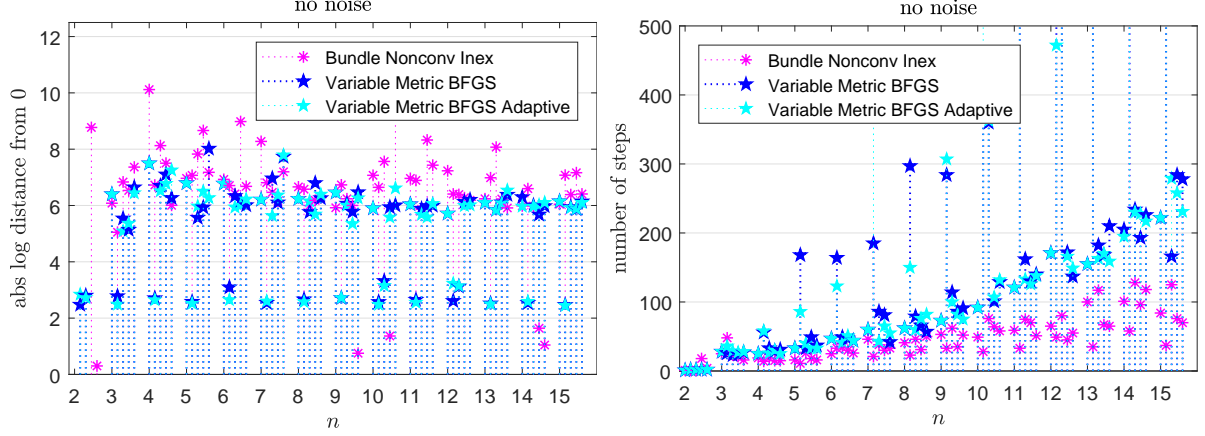 no noise
abs log distance from 0
12
10
8
6
4
2
0
Bundle Nonconv Inex
Variable Metric BFGS
Variable Metric BFGS Adaptive
2 3 4 5 6 7 8 9 10 11 12 13 14 15
n
no noise
number of steps
500
400
300
200
100
0
Bundle Nonconv Inex
Variable Metric BFGS
Variable Metric BFGS Adaptive
2 3 4 5 6 7 8 9 10 11 12 13 14 15
n